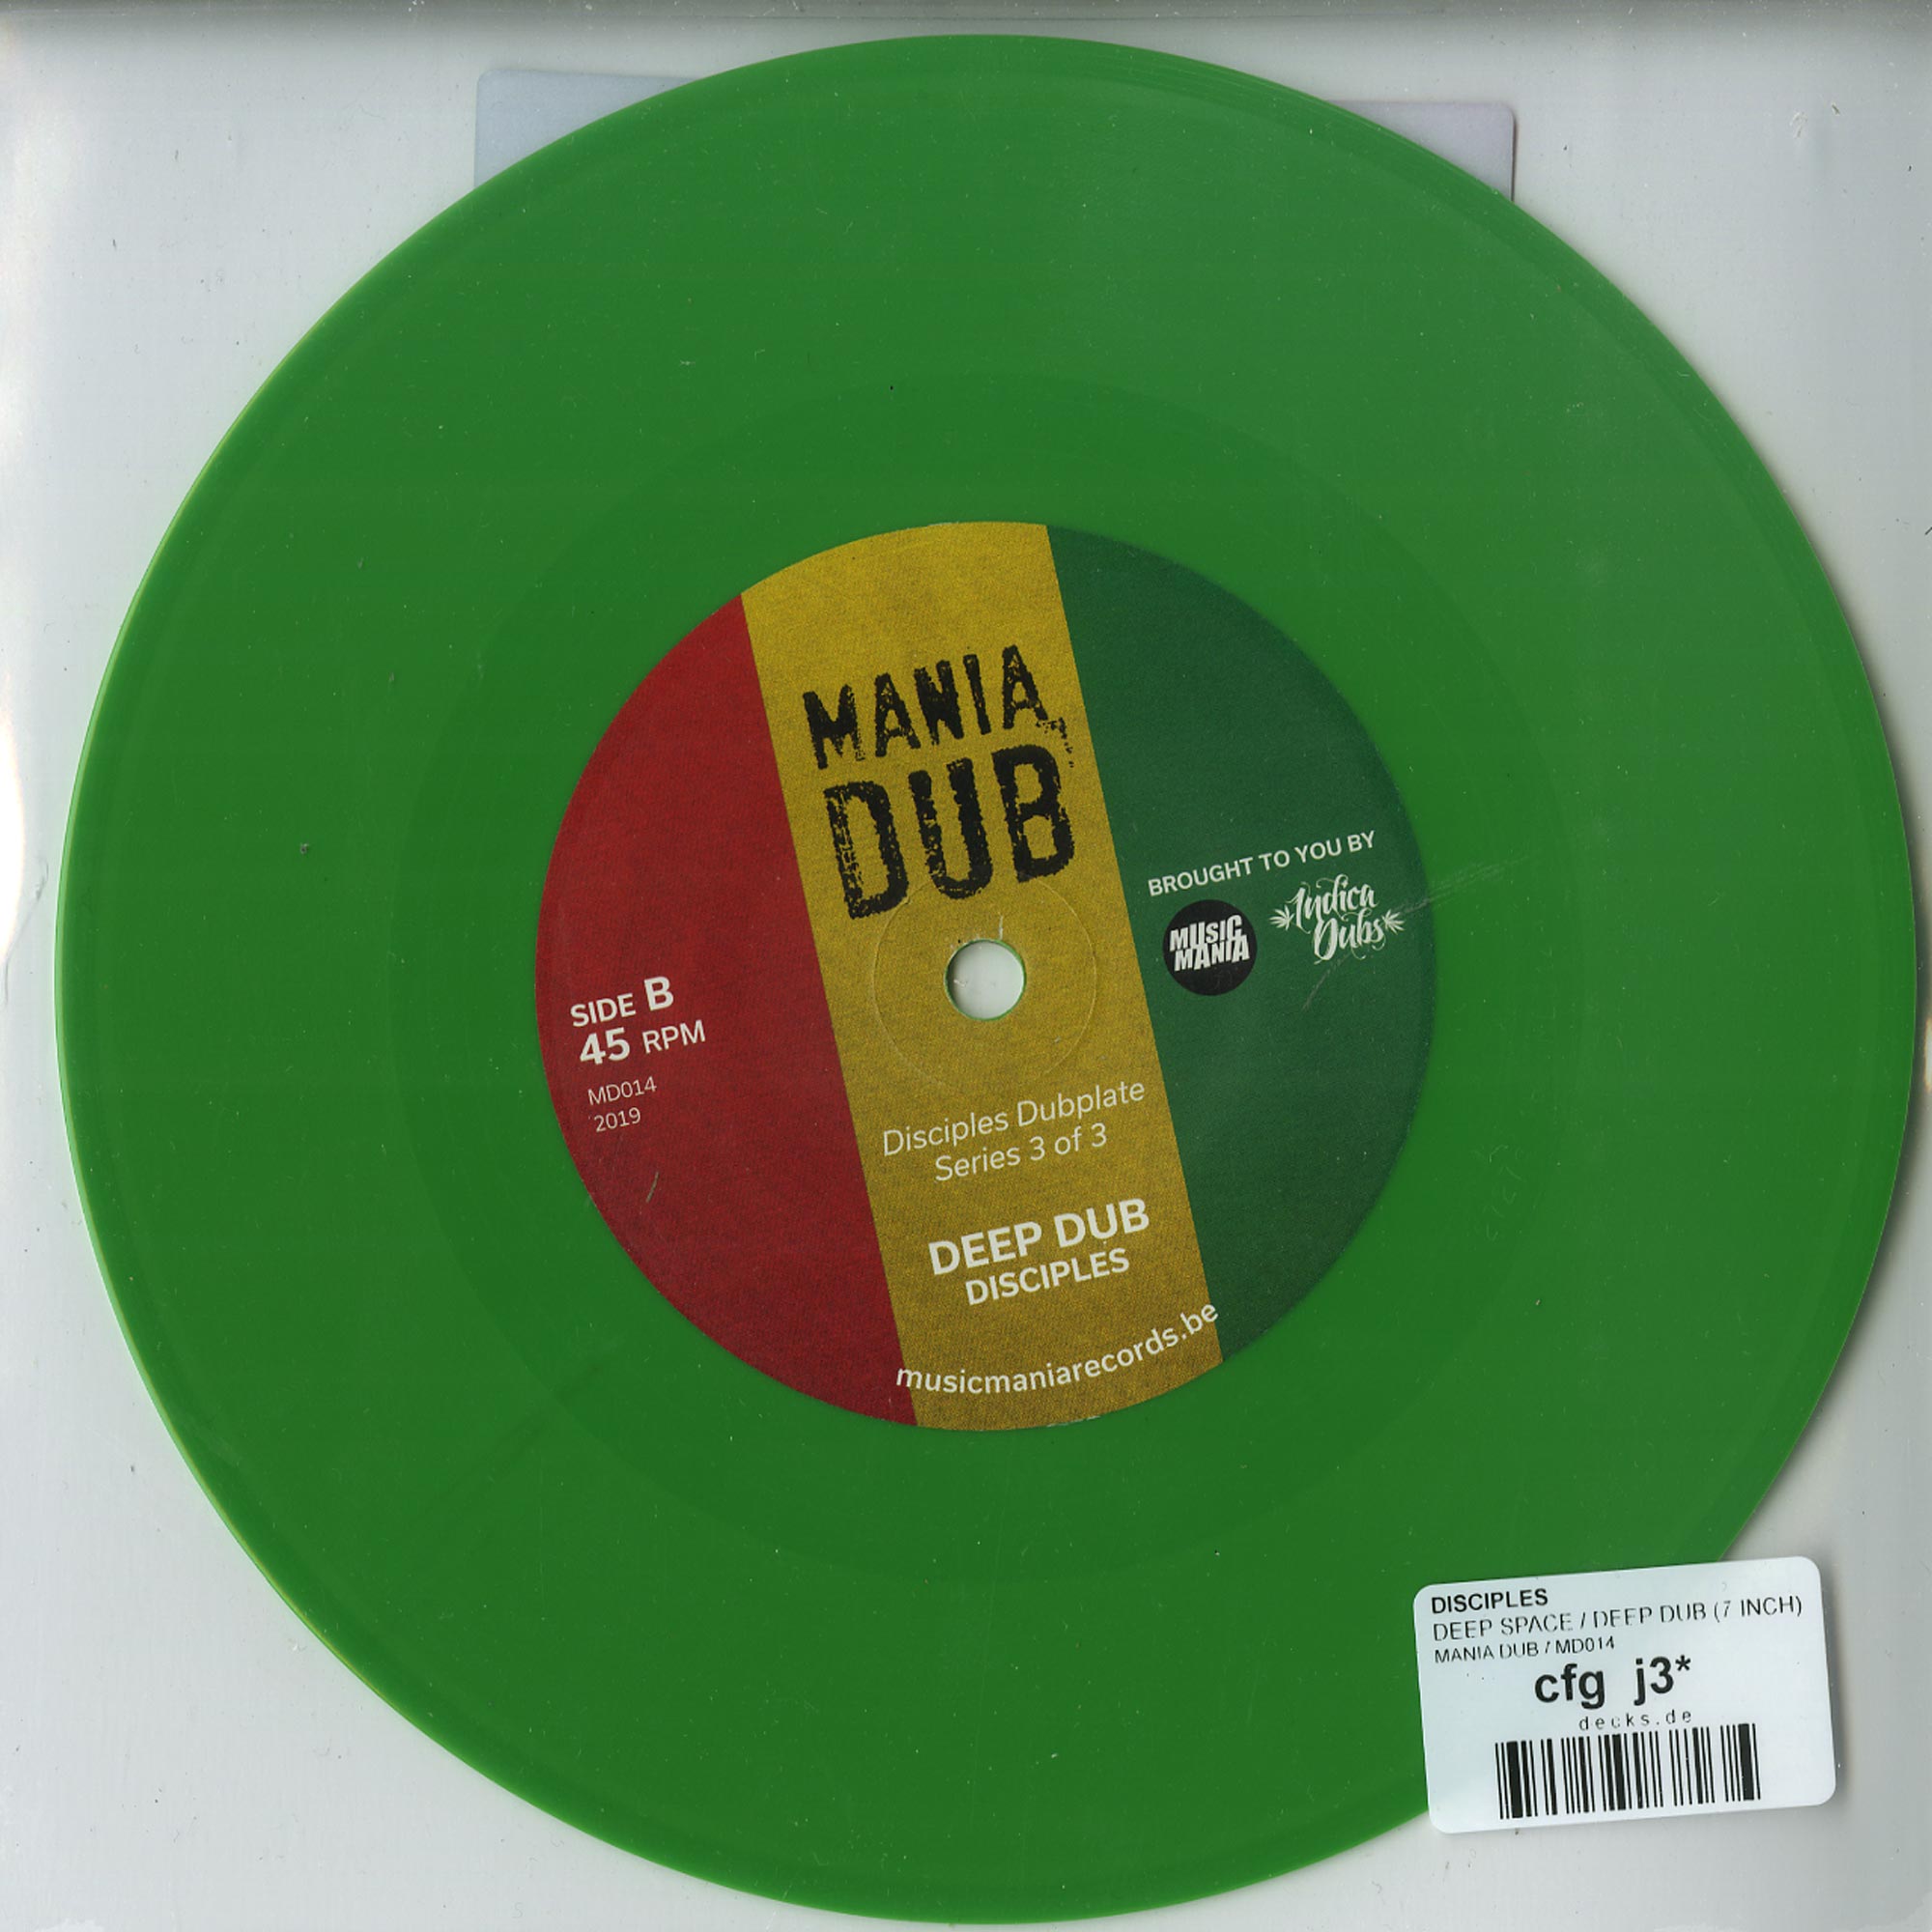 MANIA
DUB
BROUGHT TO YOU BY
MUSIC
MANIA
Indica
Dubs
SIDE B
45 RPM
MD014
2019
Disciples Dubplate
Series 3 of 3
DEEP DUB
DISCIPLES
musicmaniarecords.be
DISCIPLES
DEEP SPACE / DEEP DUB (7 INCH)
MANIA DUB / MD014
cfg j3*
decks.de